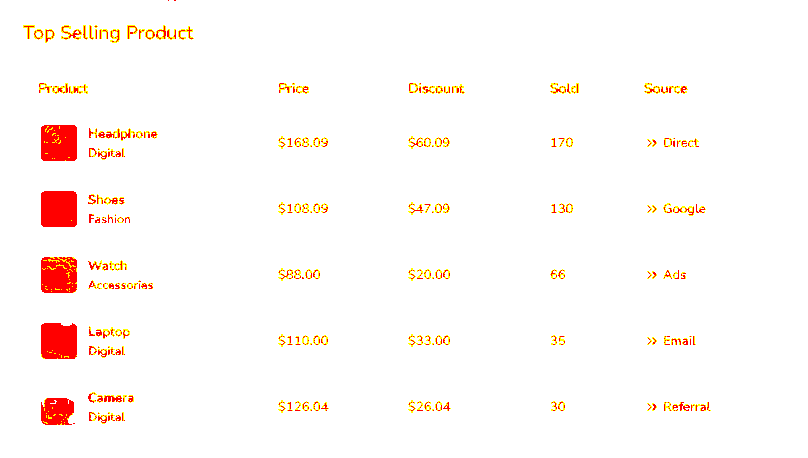 Top Selling Product
Product Price Discount Sold Source
Headphone
Digital
$168.09 $60.09 170 » Direct
Shoes
Fashion
$108.09 $47.09 130 » Google
Watch
Accessories
$88.00 $20.00 66 » Ads
Laptop
Digital
$110.00 $33.00 35 » Email
Camera
Digital
$126.04 $26.04 30 » Referral